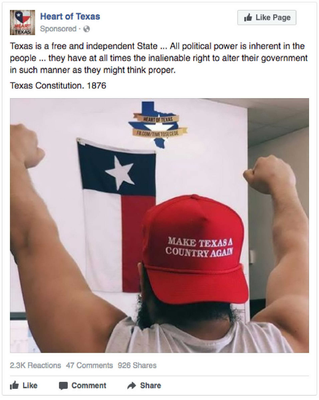 Heart of Texas
Like Page
Sponsored ·
Texas is a free and independent State ... All political power is inherent in the
people ... they have at all times the inalienable right to alter their government
in such manner as they might think proper.
Texas Constitution. 1876
HEART OF TEXAS
MAKE TEXAS A
COUNTRY AGAIN
2.3K Reactions 47 Comments 928 Shares
Like Comment Share